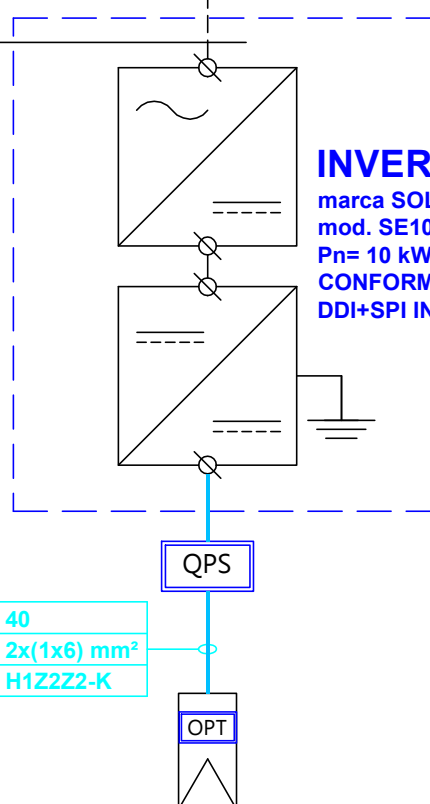 INVER
marca SOL
mod. SE10
Pn= 10 kW
CONFORM
DDI+SPI IN
QPS
40
2x(1x6) mm²
H1Z2Z2-K
OPT